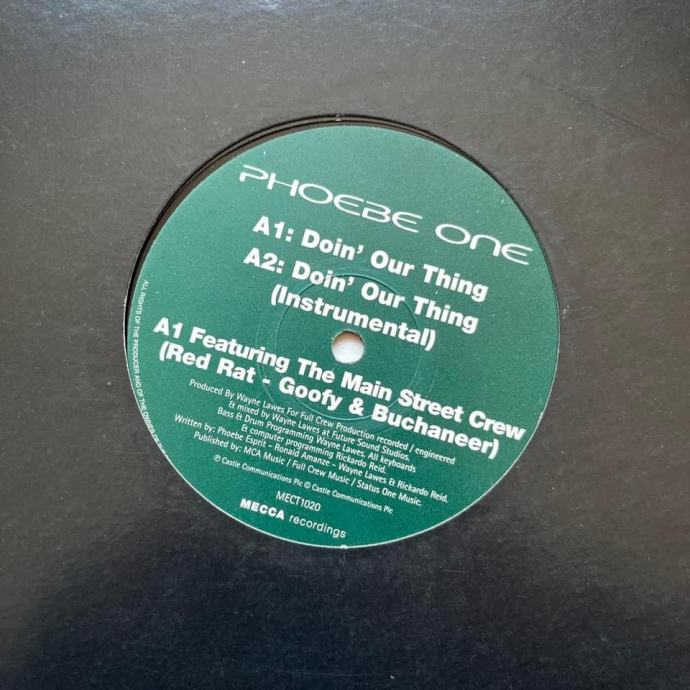 PHOEBE ONE
A1: Doin' Our Thing
A2: Doin' Our Thing
(Instrumental)
A1 Featuring The Main Street Crew
(Red Rat - Goofy & Buchaneer)
Produced By Wayne Lawes For Full Crew Production recorded / engineered
& mixed by Wayne Lawes at Future Sound Studios.
Bass & Drum Programming Wayne Lawes. All keyboards
& computer programming Rickardo Reid.
Written by: Phoebe Esprit - Ronald Amanze - Wayne Lawes & Rickardo Reid.
Published by: MCA Music / Full Crew Music / Status One Music.
℗ Castle Communications Plc © Castle Communications Plc
MECT1020
MECCA recordings
ALL RIGHTS OF THE PRODUCER AND OF THE OWNER OF